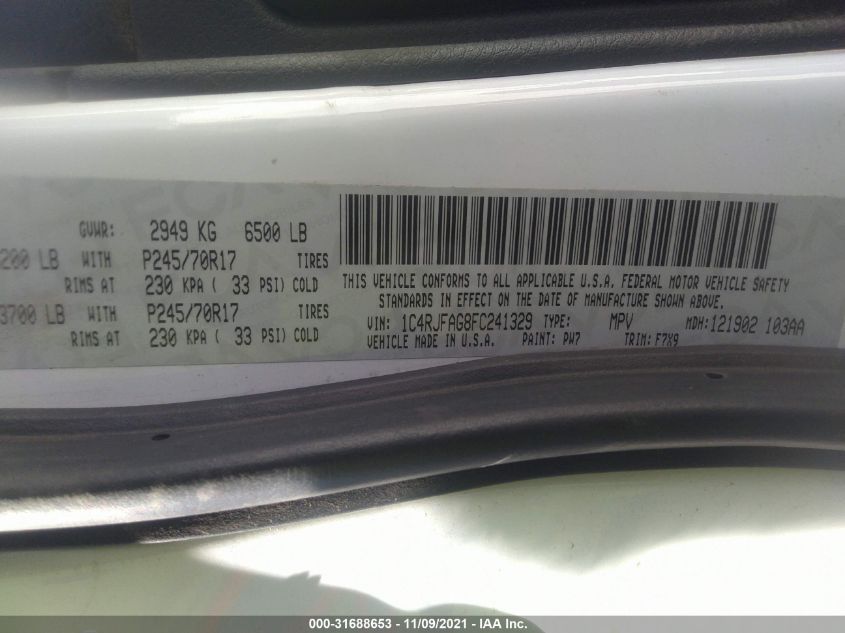 GVWR: 2949 KG 6500 LB
200 LB WITH P245/70R17 TIRES
RIMS AT 230 KPA ( 33 PSI) COLD
3700 LB WITH P245/70R17 TIRES
RIMS AT 230 KPA ( 33 PSI) COLD
THIS VEHICLE CONFORMS TO ALL APPLICABLE U.S.A. FEDERAL MOTOR VEHICLE SAFETY
STANDARDS IN EFFECT ON THE DATE OF MANUFACTURE SHOWN ABOVE.
VIN: 1C4RJFAG8FC241329 TYPE: MPV MDH: 121902 103AA
VEHICLE MADE IN U.S.A. PAINT: PW7 TRIM: F7X9
000-31688653 - 11/09/2021 - IAA Inc.